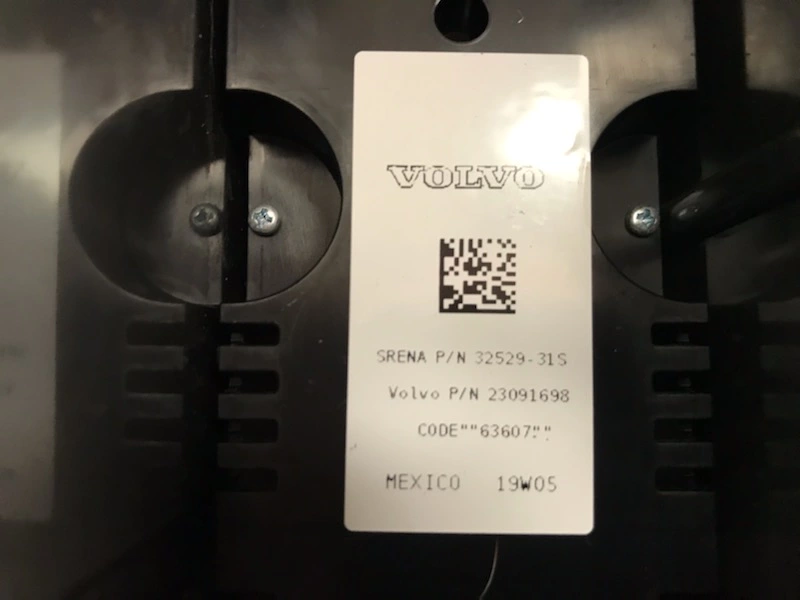 VOLVO
SRENA P/N 32529-31S
Volvo P/N 23091698
CODE""63607""
MEXICO 19W05